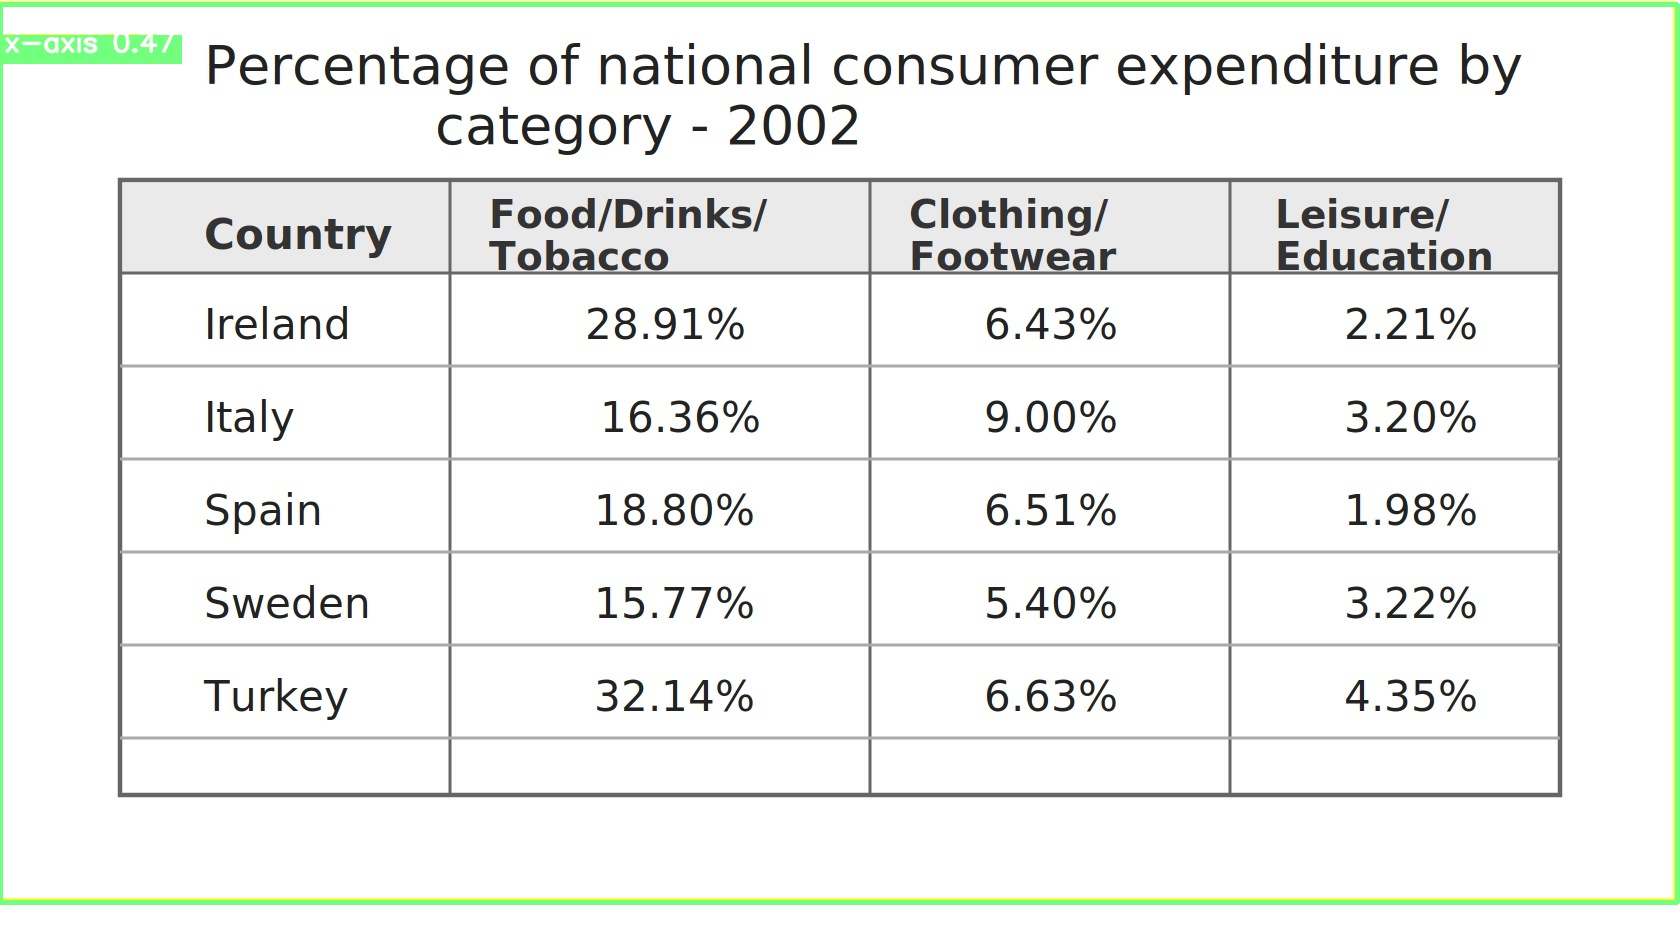 x-axis 0.47
Percentage of national consumer expenditure by
category - 2002
Country Food/Drinks/ Clothing/ Leisure/
Tobacco Footwear Education
Ireland 28.91% 6.43% 2.21%
Italy 16.36% 9.00% 3.20%
Spain 18.80% 6.51% 1.98%
Sweden 15.77% 5.40% 3.22%
Turkey 32.14% 6.63% 4.35%